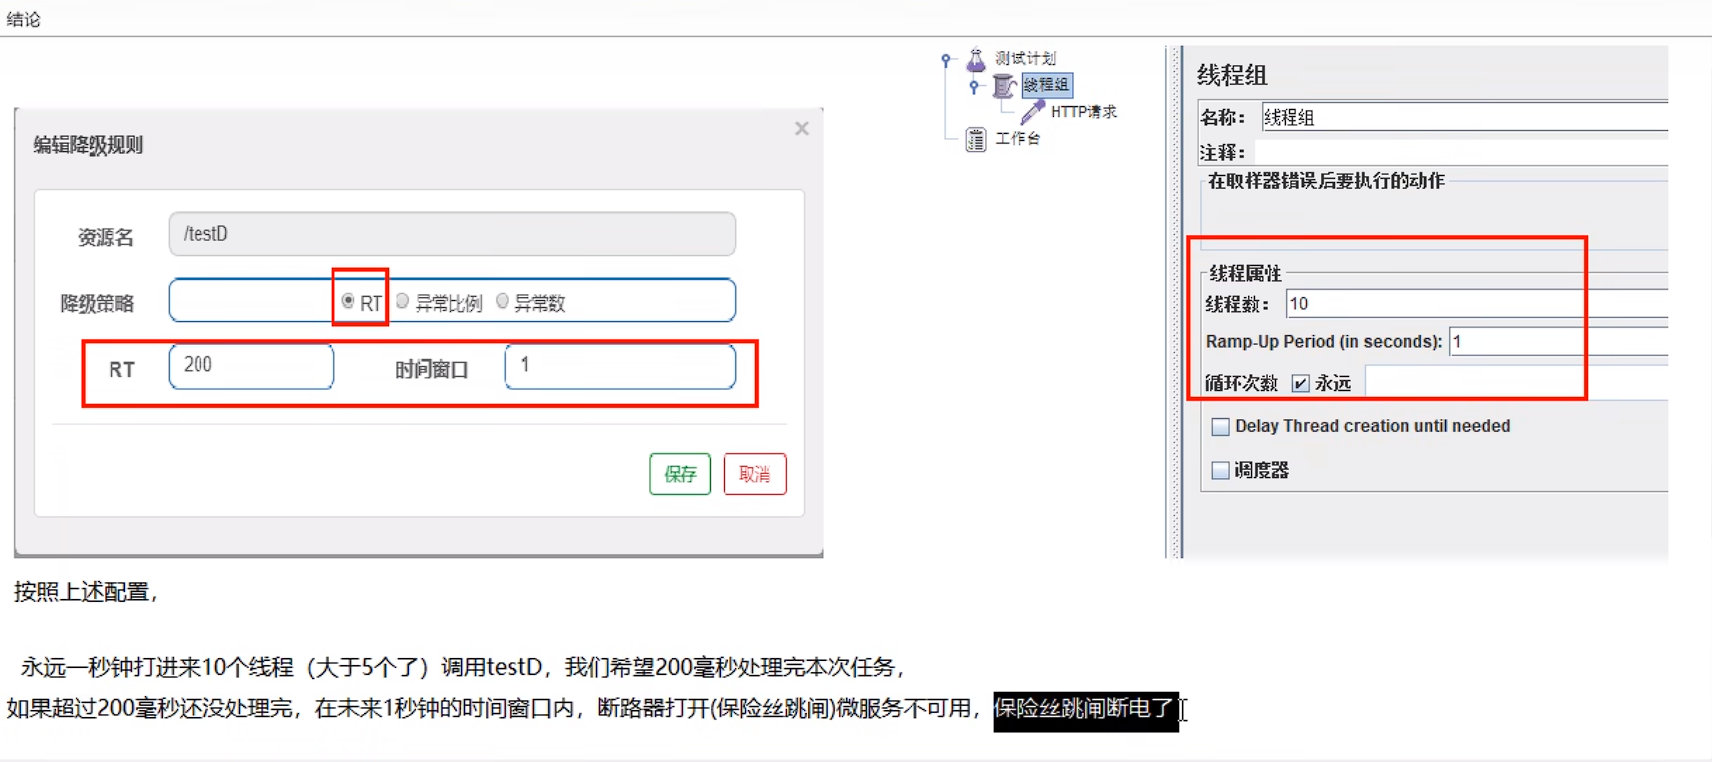 结论
编辑降级规则
×
资源名
/testD
降级策略
RT 异常比例 异常数
RT 200 时间窗口 1
保存 取消
测试计划
线程组
HTTP请求
工作台
线程组
名称： 线程组
注释：
在取样器错误后要执行的动作
线程属性
线程数： 10
Ramp-Up Period (in seconds): 1
循环次数 永远
Delay Thread creation until needed
调度器
按照上述配置，
永远一秒钟打进来10个线程（大于5个了）调用testD，我们希望200毫秒处理完本次任务，
如果超过200毫秒还没处理完，在未来1秒钟的时间窗口内，断路器打开(保险丝跳闸)微服务不可用，保险丝跳闸断电了